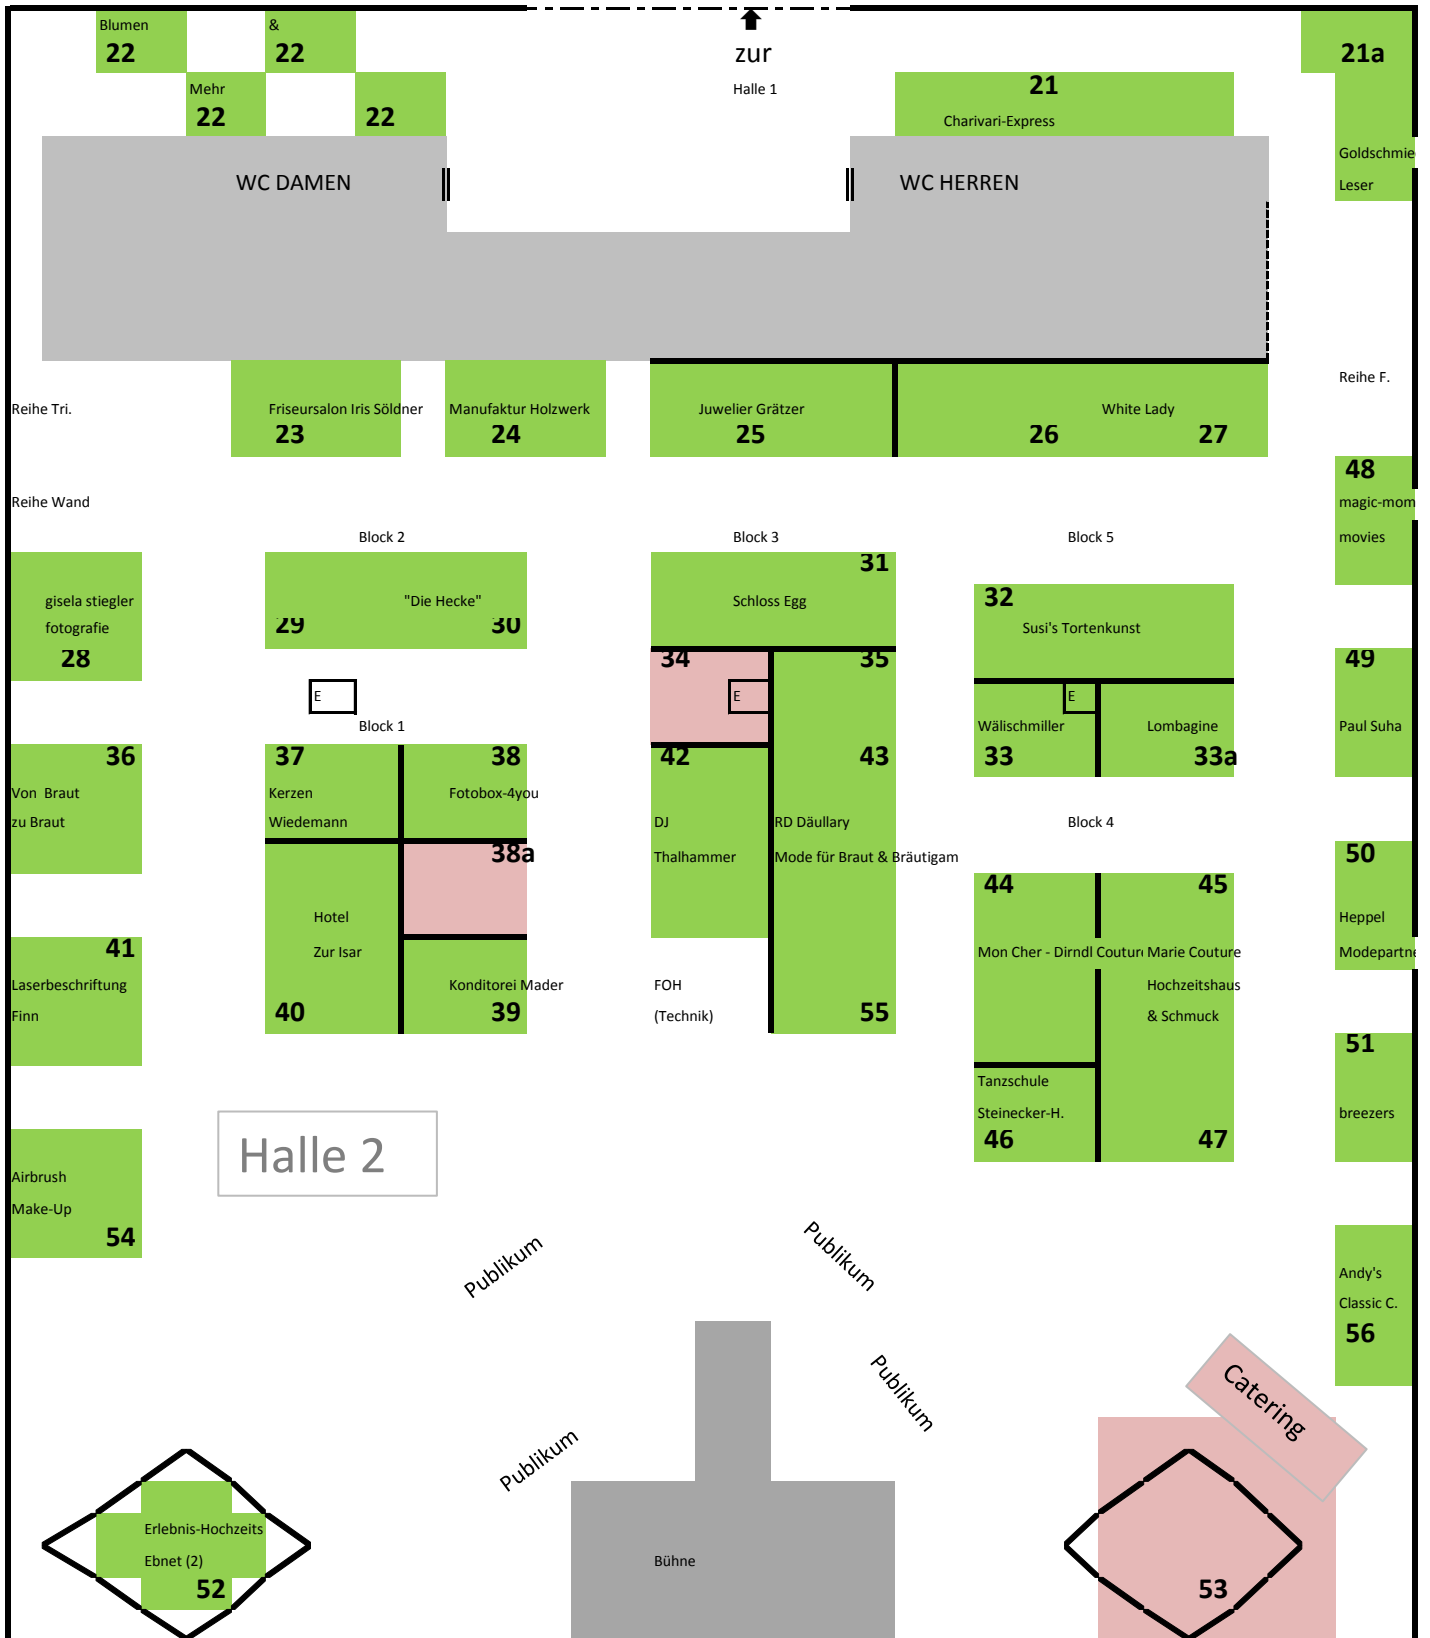 Blumen
22
&
22
Mehr
22
22
zur
Halle 1
21
Charivari-Express
21a
Goldschmie
Leser
WC DAMEN
WC HERREN
Reihe Tri.
Friseursalon Iris Söldner
23
Manufaktur Holzwerk
24
Juwelier Grätzer
25
White Lady
26
27
Reihe F.
Reihe Wand
48
magic-mom
movies
Block 2
Block 3
Block 5
gisela stiegler
fotografie
28
"Die Hecke"
29
30
31
Schloss Egg
32
Susi's Tortenkunst
34
35
E
E
E
49
Paul Suha
Block 1
Wälischmiller
33
Lombagine
33a
36
Von Braut
zu Braut
37
Kerzen
Wiedemann
38
Fotobox-4you
42
DJ
Thalhammer
43
RD Däullary
Mode für Braut & Bräutigam
Block 4
38a
50
Heppel
Modepartne
Hotel
Zur Isar
40
Konditorei Mader
39
44
Mon Cher - Dirndl Couture
45
Marie Couture
Hochzeitshaus
& Schmuck
41
Laserbeschriftung
Finn
FOH
(Technik)
55
51
breezers
Tanzschule
Steinecker-H.
46
47
Halle 2
Airbrush
Make-Up
54
Publikum
Publikum
Andy's
Classic C.
56
Publikum
Catering
Publikum
Erlebnis-Hochzeits
Ebnet (2)
52
Bühne
53